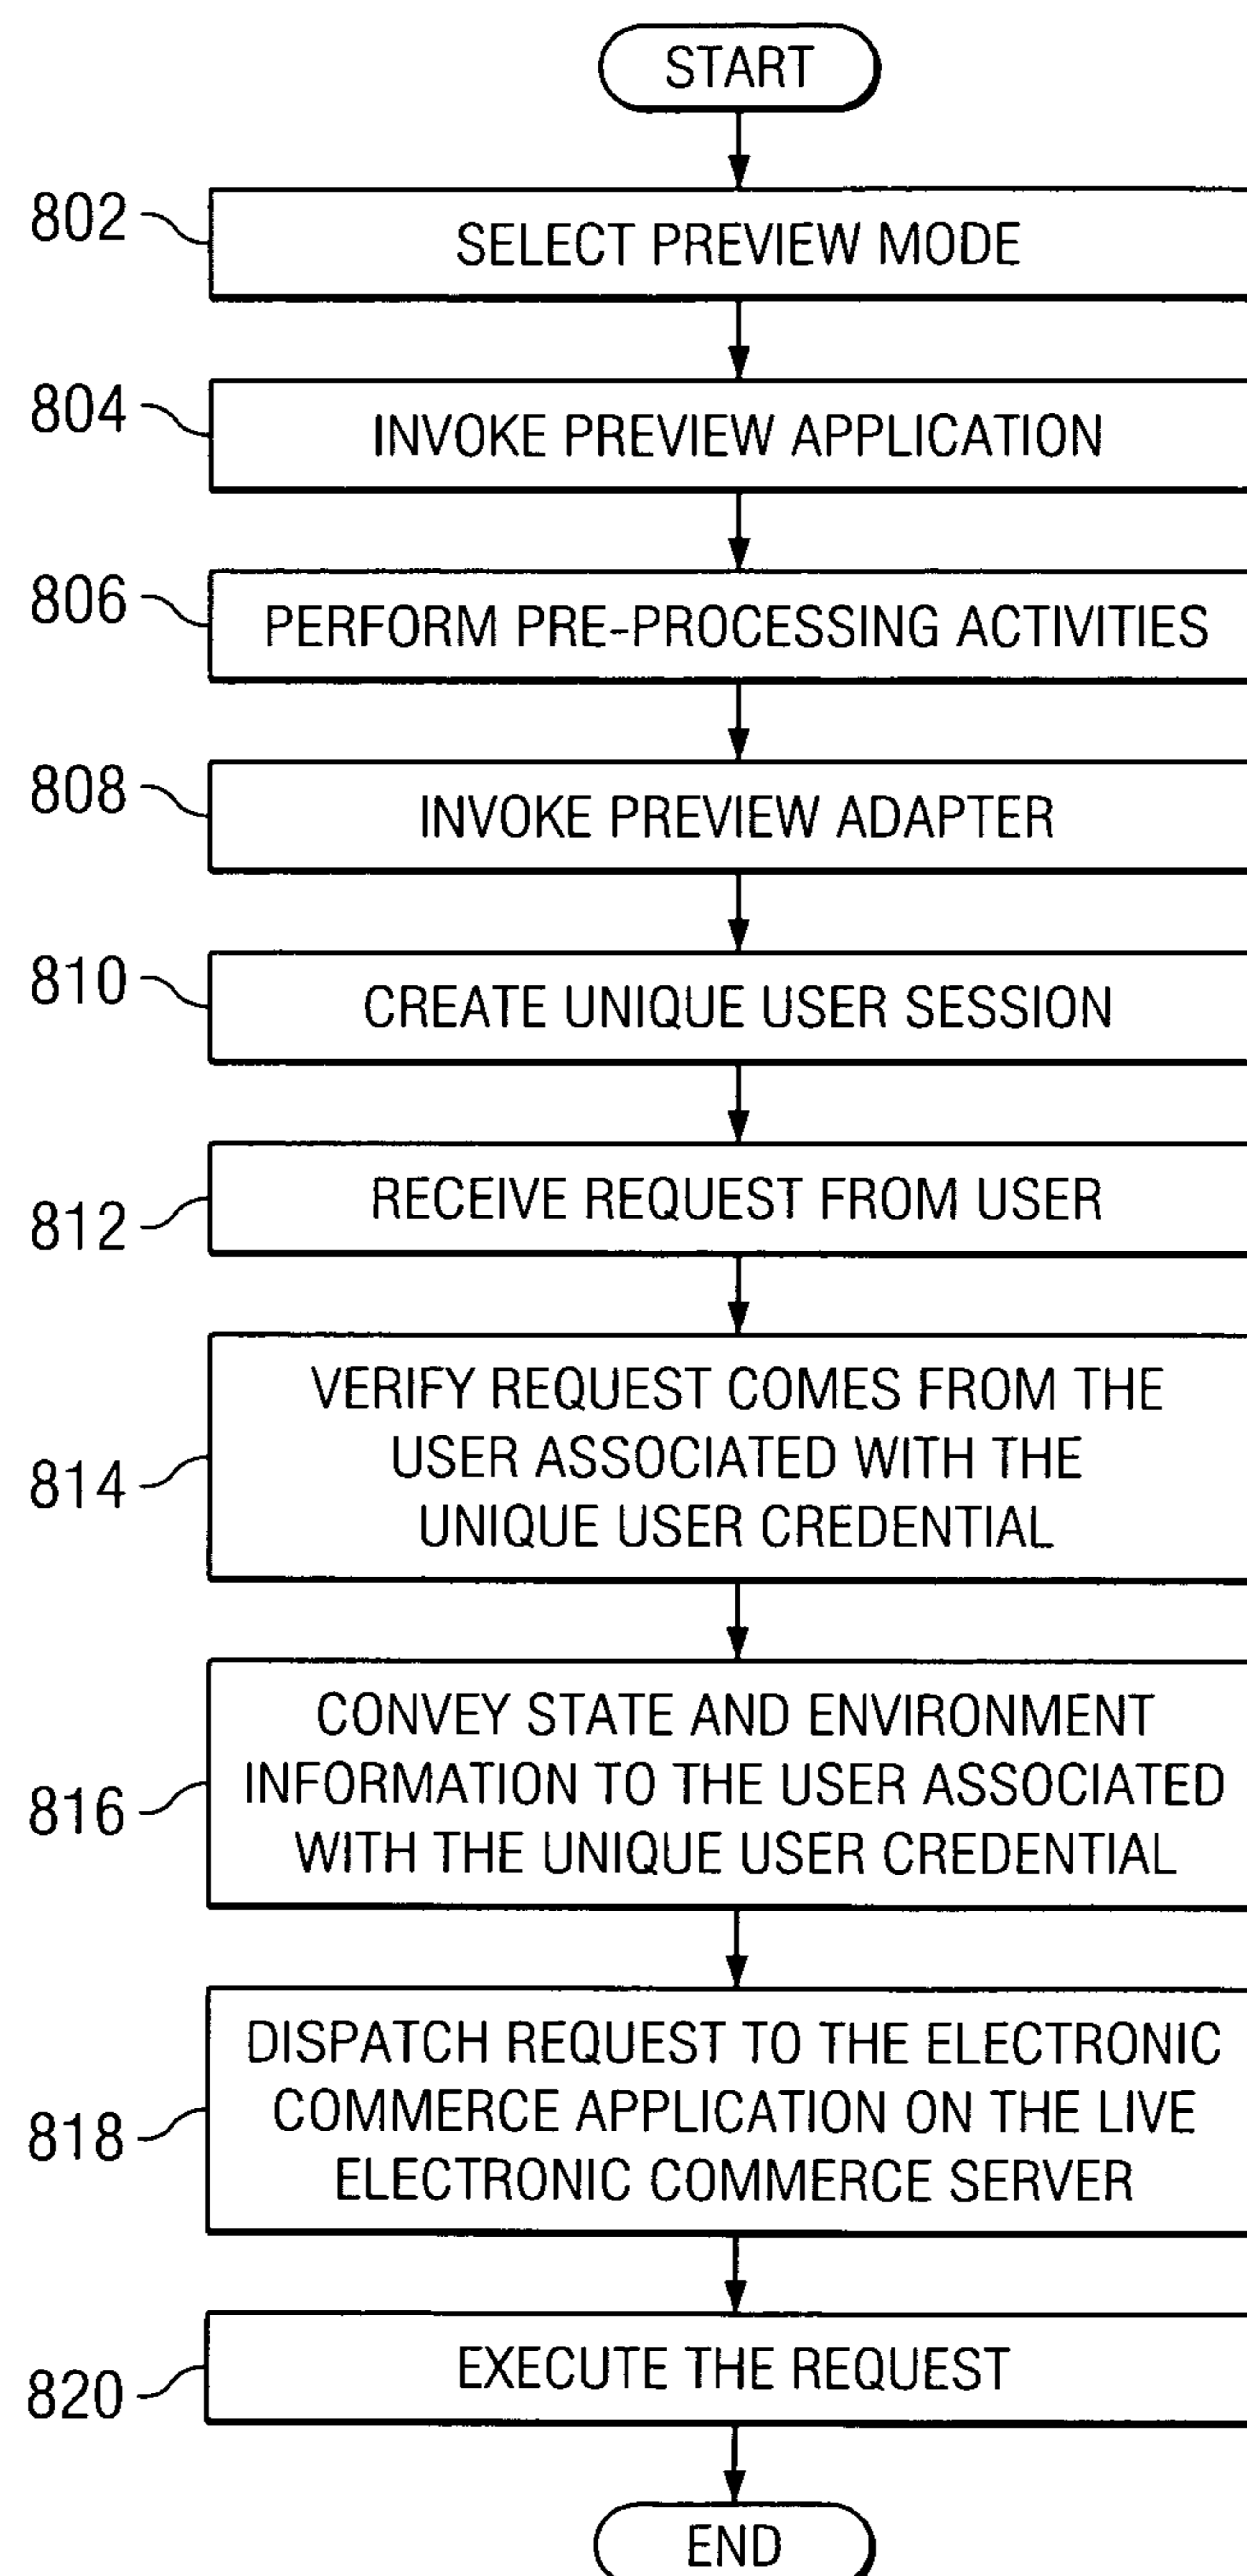 START
802
SELECT PREVIEW MODE
804
INVOKE PREVIEW APPLICATION
806
PERFORM PRE-PROCESSING ACTIVITIES
808
INVOKE PREVIEW ADAPTER
810
CREATE UNIQUE USER SESSION
812
RECEIVE REQUEST FROM USER
814
VERIFY REQUEST COMES FROM THE
USER ASSOCIATED WITH THE
UNIQUE USER CREDENTIAL
816
CONVEY STATE AND ENVIRONMENT
INFORMATION TO THE USER ASSOCIATED
WITH THE UNIQUE USER CREDENTIAL
818
DISPATCH REQUEST TO THE ELECTRONIC
COMMERCE APPLICATION ON THE LIVE
ELECTRONIC COMMERCE SERVER
820
EXECUTE THE REQUEST
END